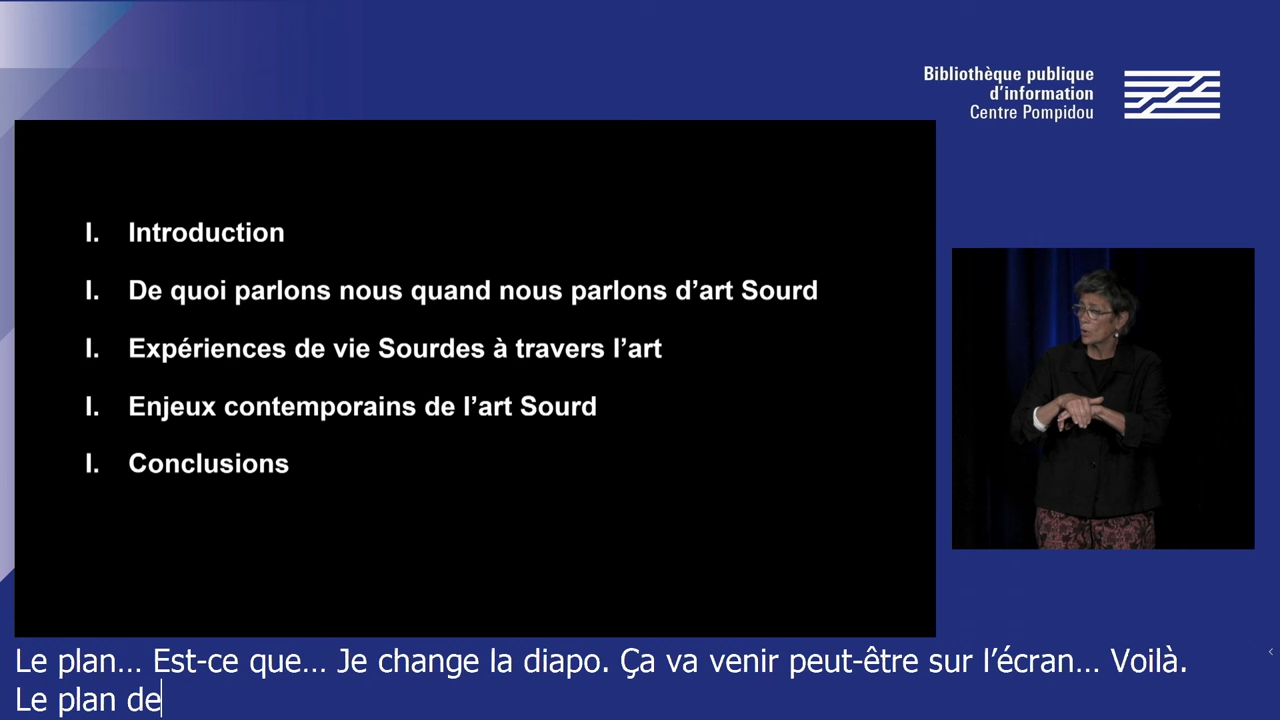 Bibliothèque publique
d’information
Centre Pompidou
I. Introduction
I. De quoi parlons nous quand nous parlons d’art Sourd
I. Expériences de vie Sourdes à travers l’art
I. Enjeux contemporains de l’art Sourd
I. Conclusions
Le plan… Est-ce que… Je change la diapo. Ça va venir peut-être sur l’écran… Voilà.
Le plan de